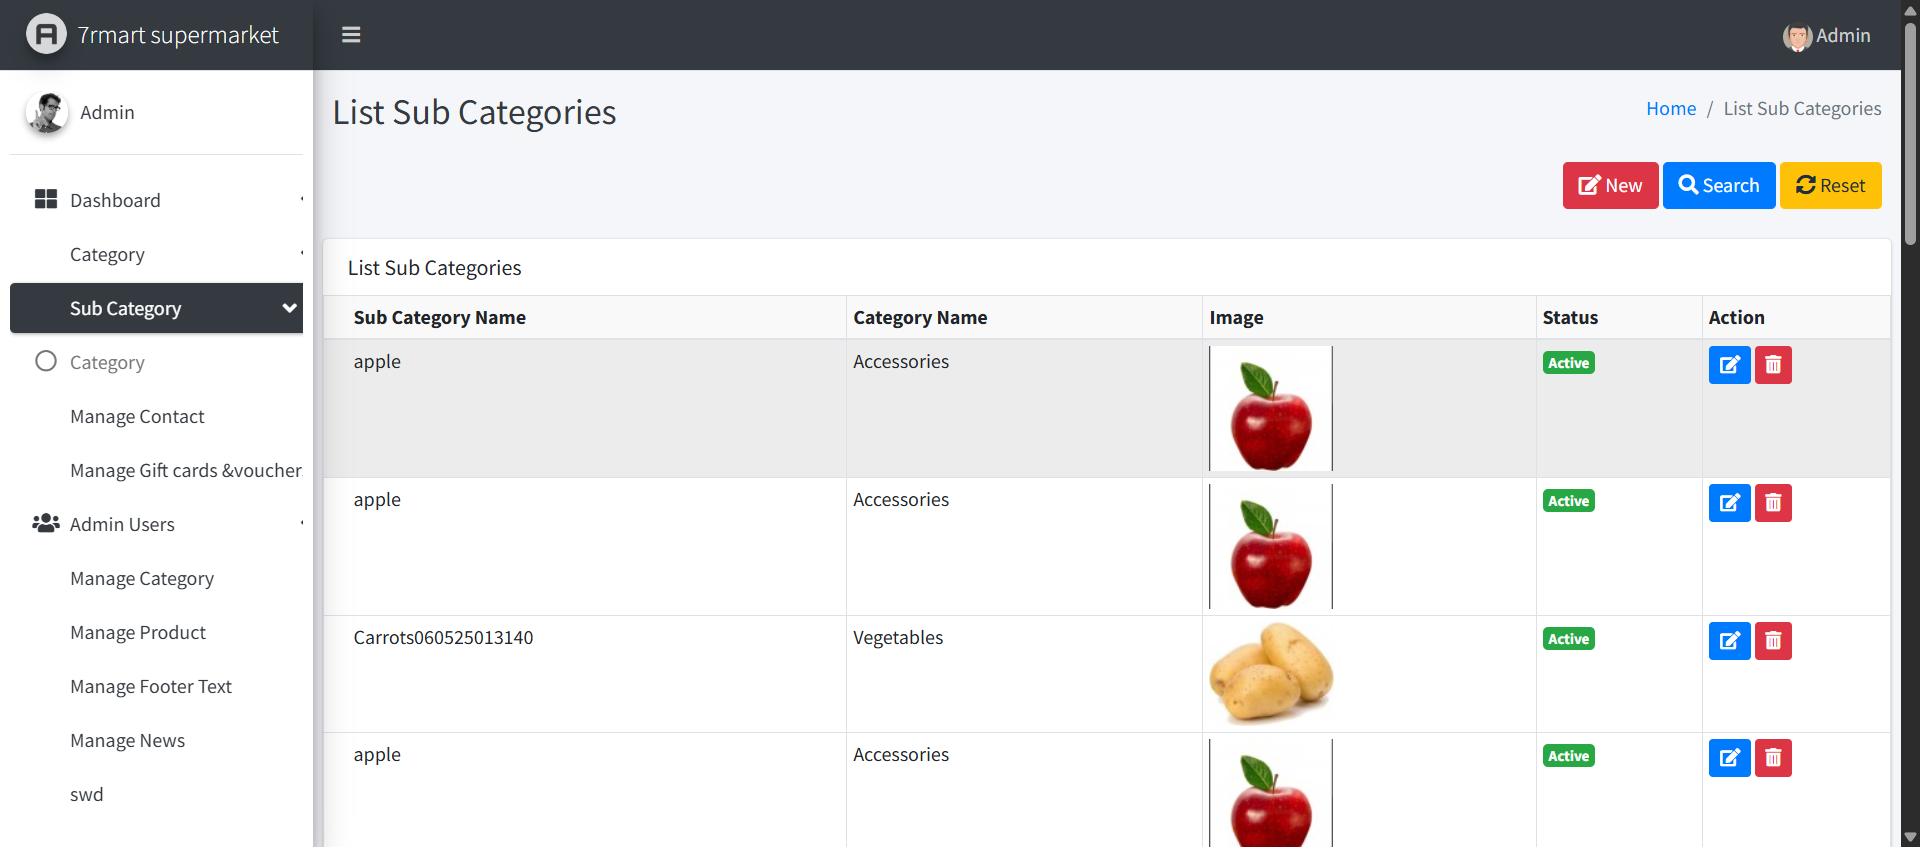 7rmart supermarket
Admin
Admin
List Sub Categories
Home / List Sub Categories
New
Search
Reset
Dashboard
Category
Sub Category
Category
Manage Contact
Manage Gift cards &voucher
Admin Users
Manage Category
Manage Product
Manage Footer Text
Manage News
swd
List Sub Categories
Sub Category Name Category Name Image Status Action
apple Accessories Active
apple Accessories Active
Carrots060525013140 Vegetables Active
apple Accessories Active